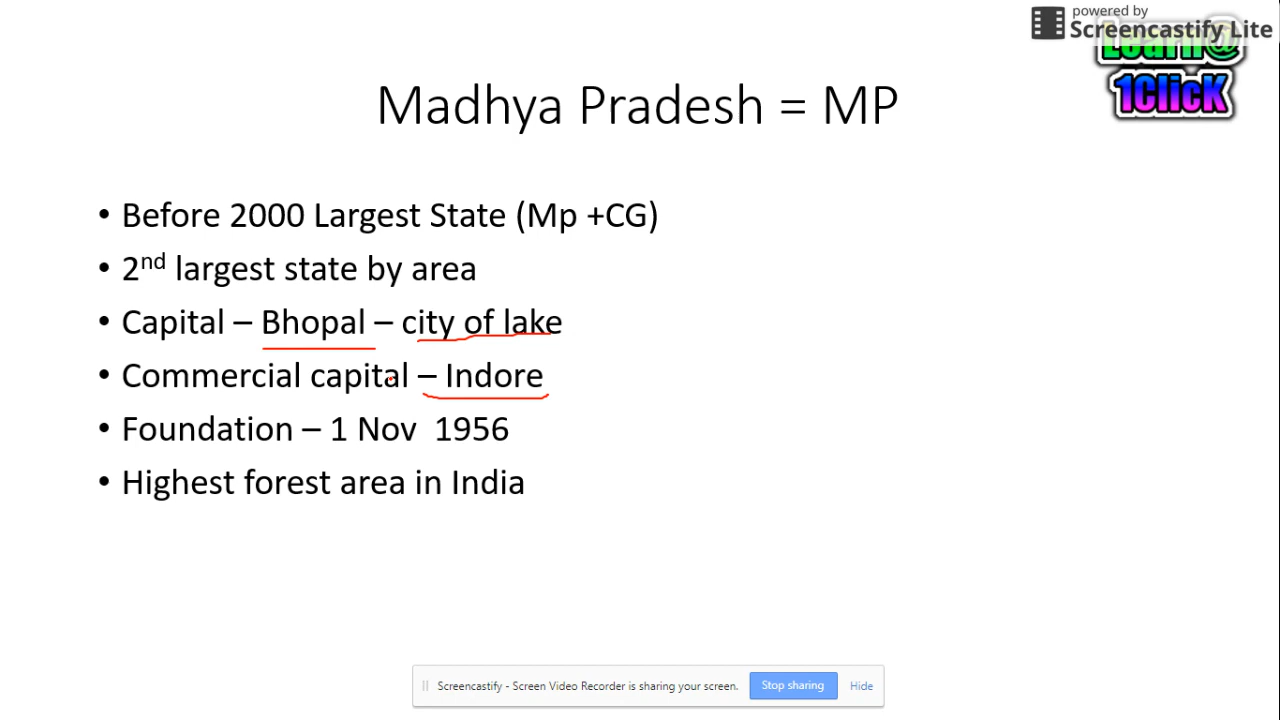 powered by
Screencastify Lite
Learn@
1ClicK
Madhya Pradesh = MP
• Before 2000 Largest State (Mp +CG)
• 2nd largest state by area
• Capital – Bhopal – city of lake
• Commercial capital – Indore
• Foundation – 1 Nov 1956
• Highest forest area in India
Screencastify - Screen Video Recorder is sharing your screen. Stop sharing Hide